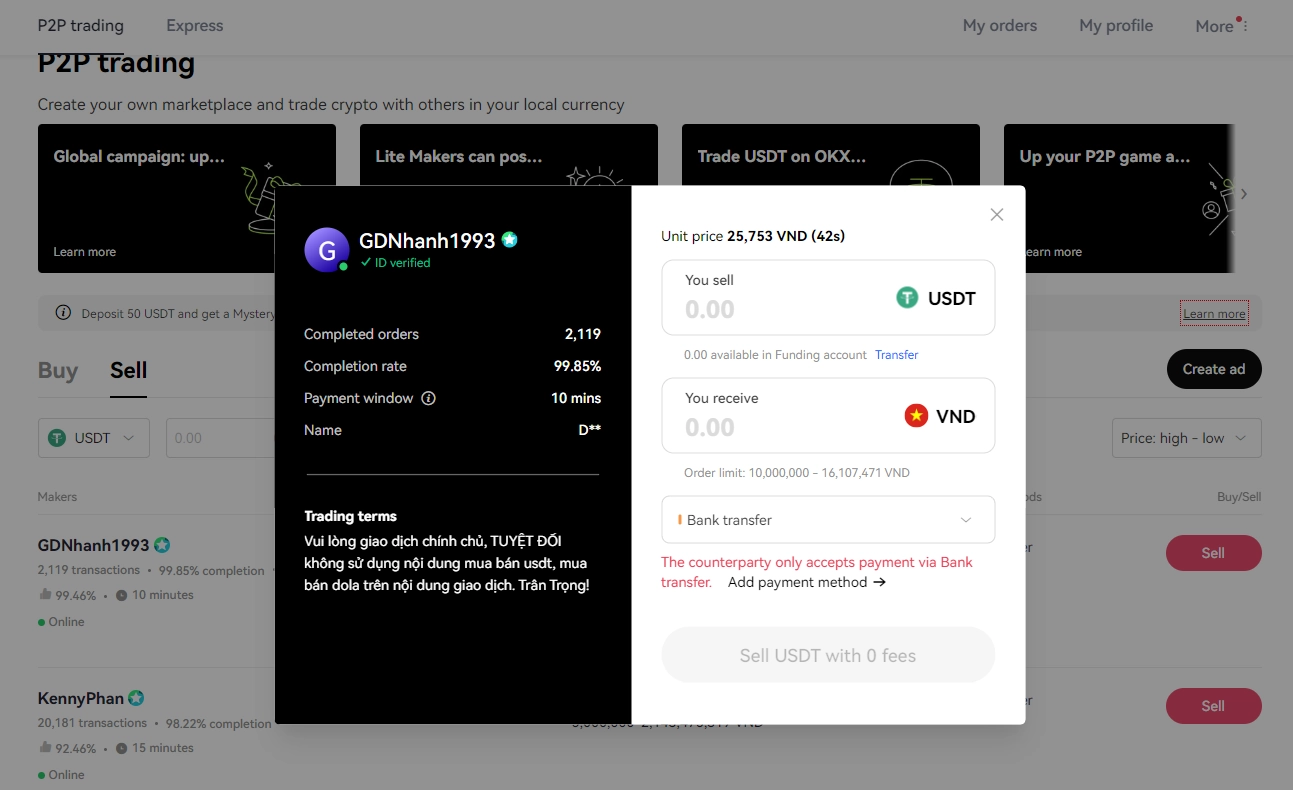 P2P trading
Express
My orders
My profile
More
P2P trading
Create your own marketplace and trade crypto with others in your local currency
Global campaign: up...
Learn more
Lite Makers can pos...
Trade USDT on OKX...
Up your P2P game a...
earn more
Deposit 50 USDT and get a Mystery
Learn more
Buy
Sell
Create ad
USDT
0.00
Price: high - low
Makers
Buy/Sell
GDNhanh1993
2,119 transactions • 99.85% completion •
99.46% • 10 minutes
Online
Sell
KennyPhan
20,181 transactions • 98.22% completion
92.46% • 15 minutes
Online
Sell
G
GDNhanh1993
ID verified
Completed orders 2,119
Completion rate 99.85%
Payment window 10 mins
Name D**
Trading terms
Vui lòng giao dịch chính chủ, TUYỆT ĐỐI
không sử dụng nội dung mua bán usdt, mua
bán dola trên nội dung giao dịch. Trân Trọng!
Unit price 25,753 VND (42s)
You sell
0.00
USDT
0.00 available in Funding account Transfer
You receive
0.00
VND
Order limit: 10,000,000 - 16,107,471 VND
Bank transfer
The counterparty only accepts payment via Bank
transfer. Add payment method →
Sell USDT with 0 fees